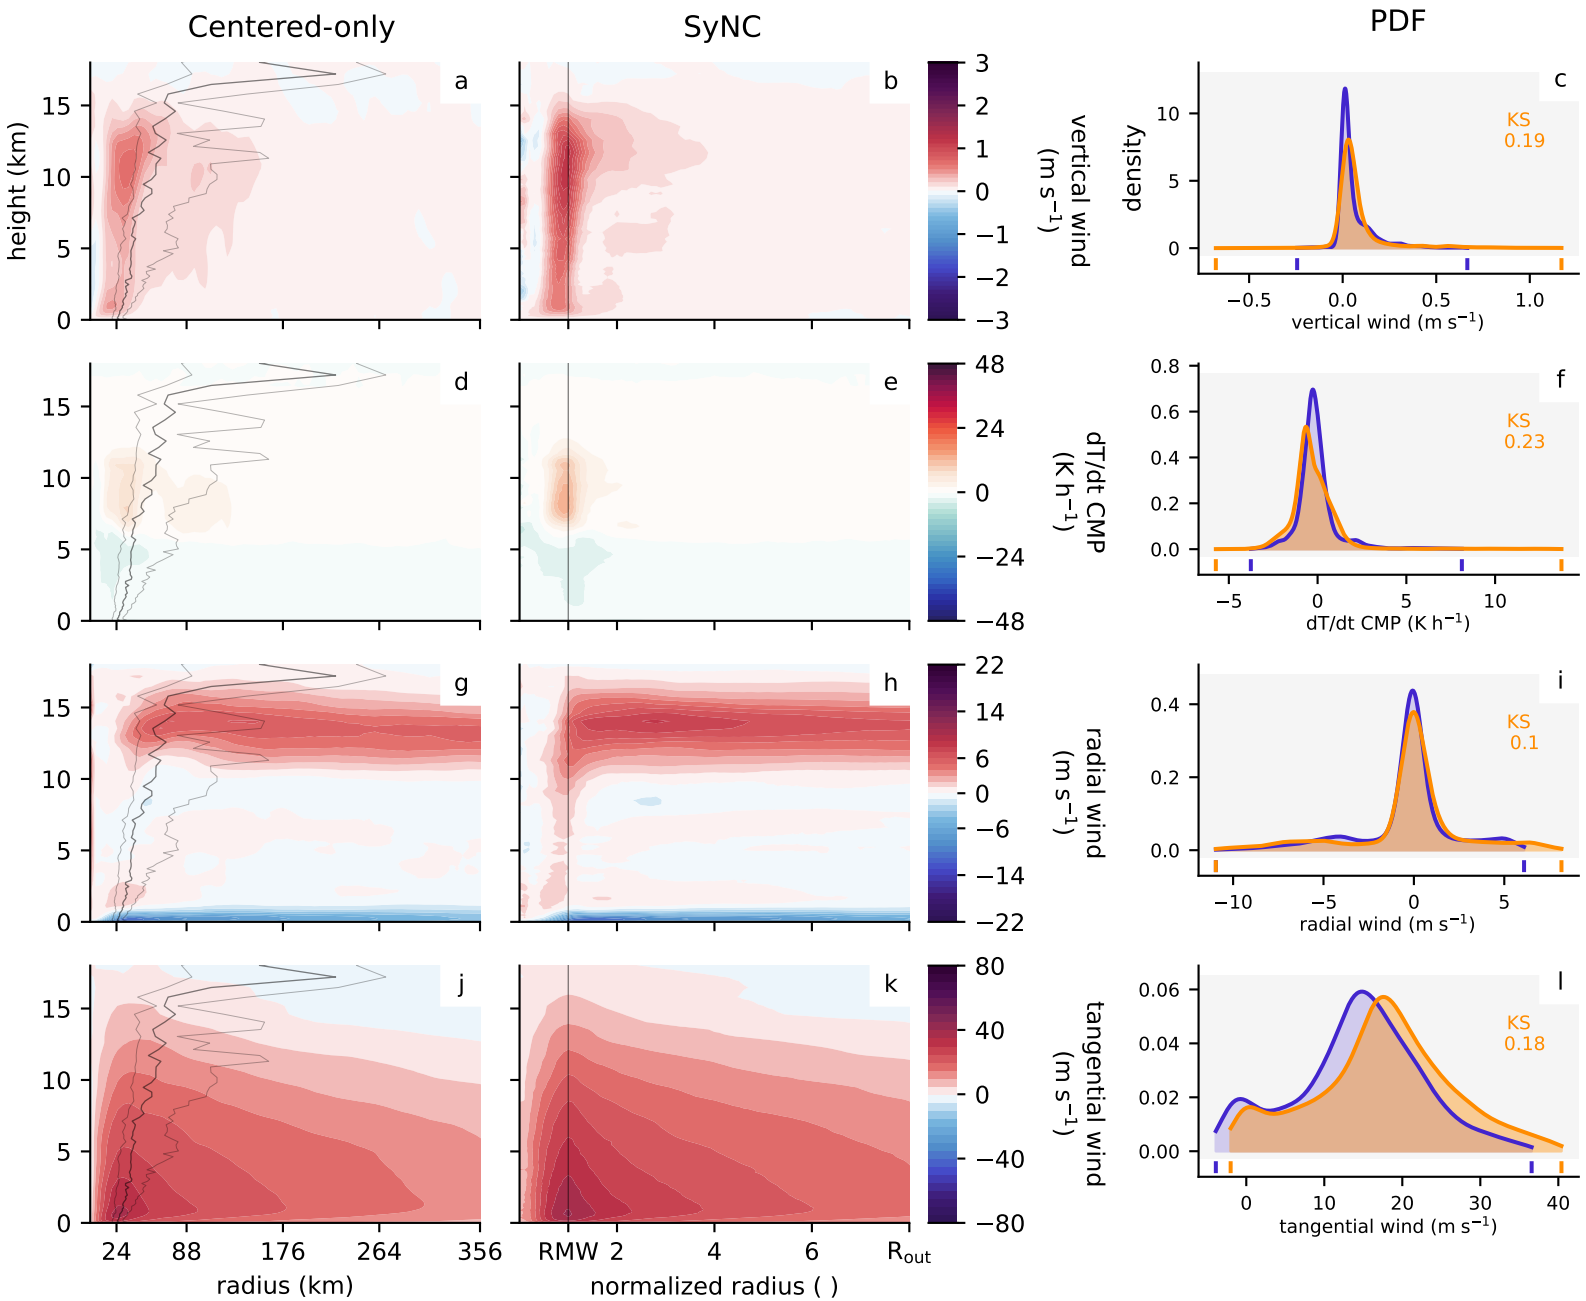 Centered-only
SyNC
PDF
a
b
c
height (km)
15
10
5
0
3
2
1
0
−1
−2
−3
vertical wind
(m s⁻¹)
density
10
5
0
KS
0.19
−0.5
0.0
0.5
1.0
vertical wind (m s⁻¹)
d
e
f
15
10
5
0
48
24
0
−24
−48
dT/dt CMP
(K h⁻¹)
0.8
0.6
0.4
0.2
0.0
KS
0.23
−5
0
5
10
dT/dt CMP (K h⁻¹)
g
h
i
15
10
5
0
22
14
6
0
−6
−14
−22
radial wind
(m s⁻¹)
0.4
0.2
0.0
KS
0.1
−10
−5
0
5
radial wind (m s⁻¹)
j
k
l
15
10
5
0
80
40
0
−40
−80
tangential wind
(m s⁻¹)
0.06
0.04
0.02
0.00
KS
0.18
0
10
20
30
40
tangential wind (m s⁻¹)
24
88
176
264
356
radius (km)
RMW
2
4
6
R_out
normalized radius ( )